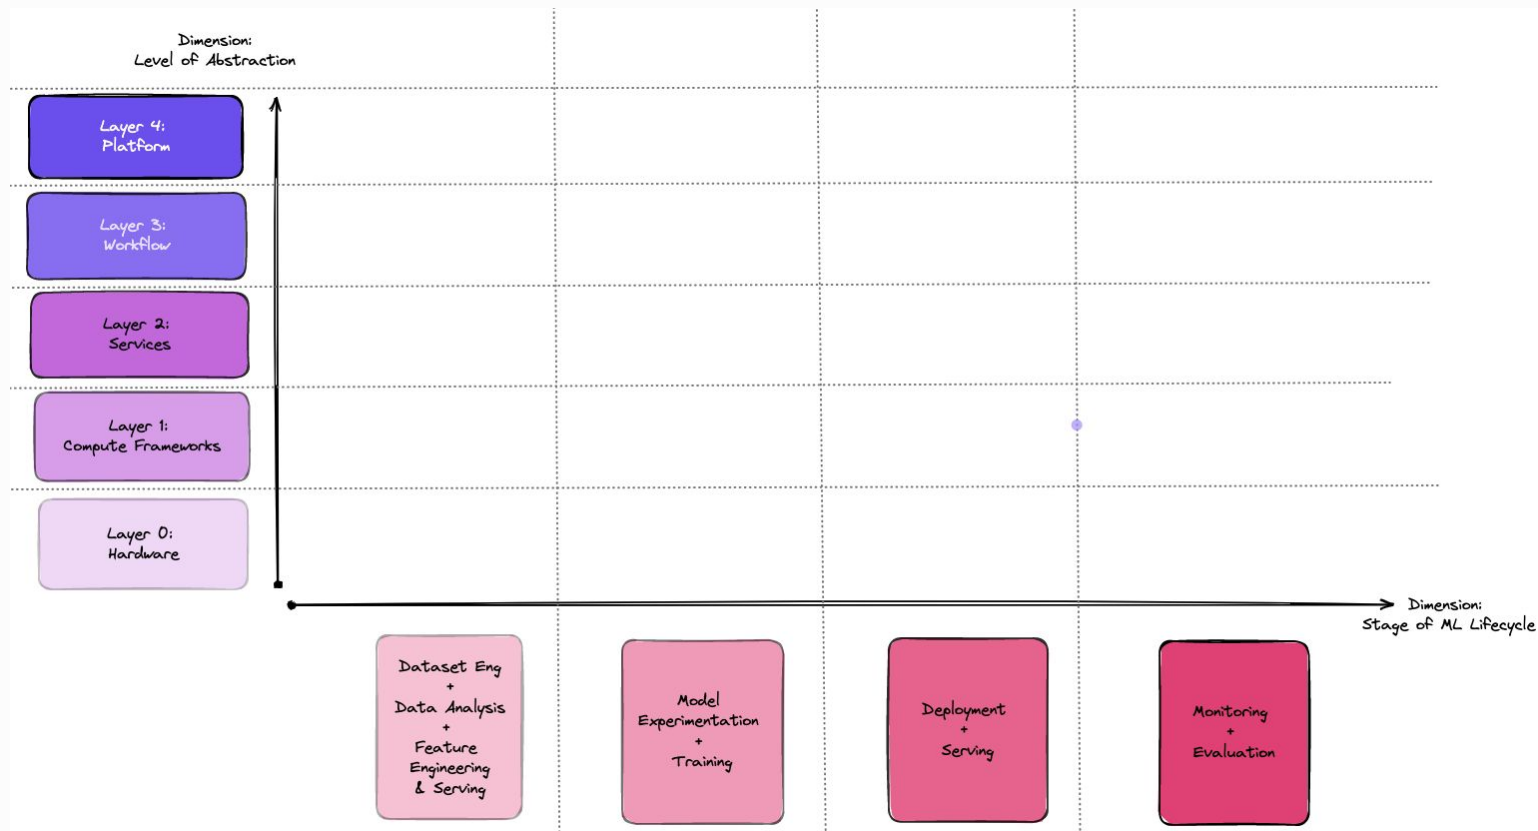 Dimension:
Level of Abstraction
Layer 4:
Platform
Layer 3:
Workflow
Layer 2:
Services
Layer 1:
Compute Frameworks
Layer 0:
Hardware
Dimension:
Stage of ML Lifecycle
Dataset Eng
+
Data Analysis
+
Feature
Engineering
& Serving
Model
Experimentation
+
Training
Deployment
+
Serving
Monitoring
+
Evaluation